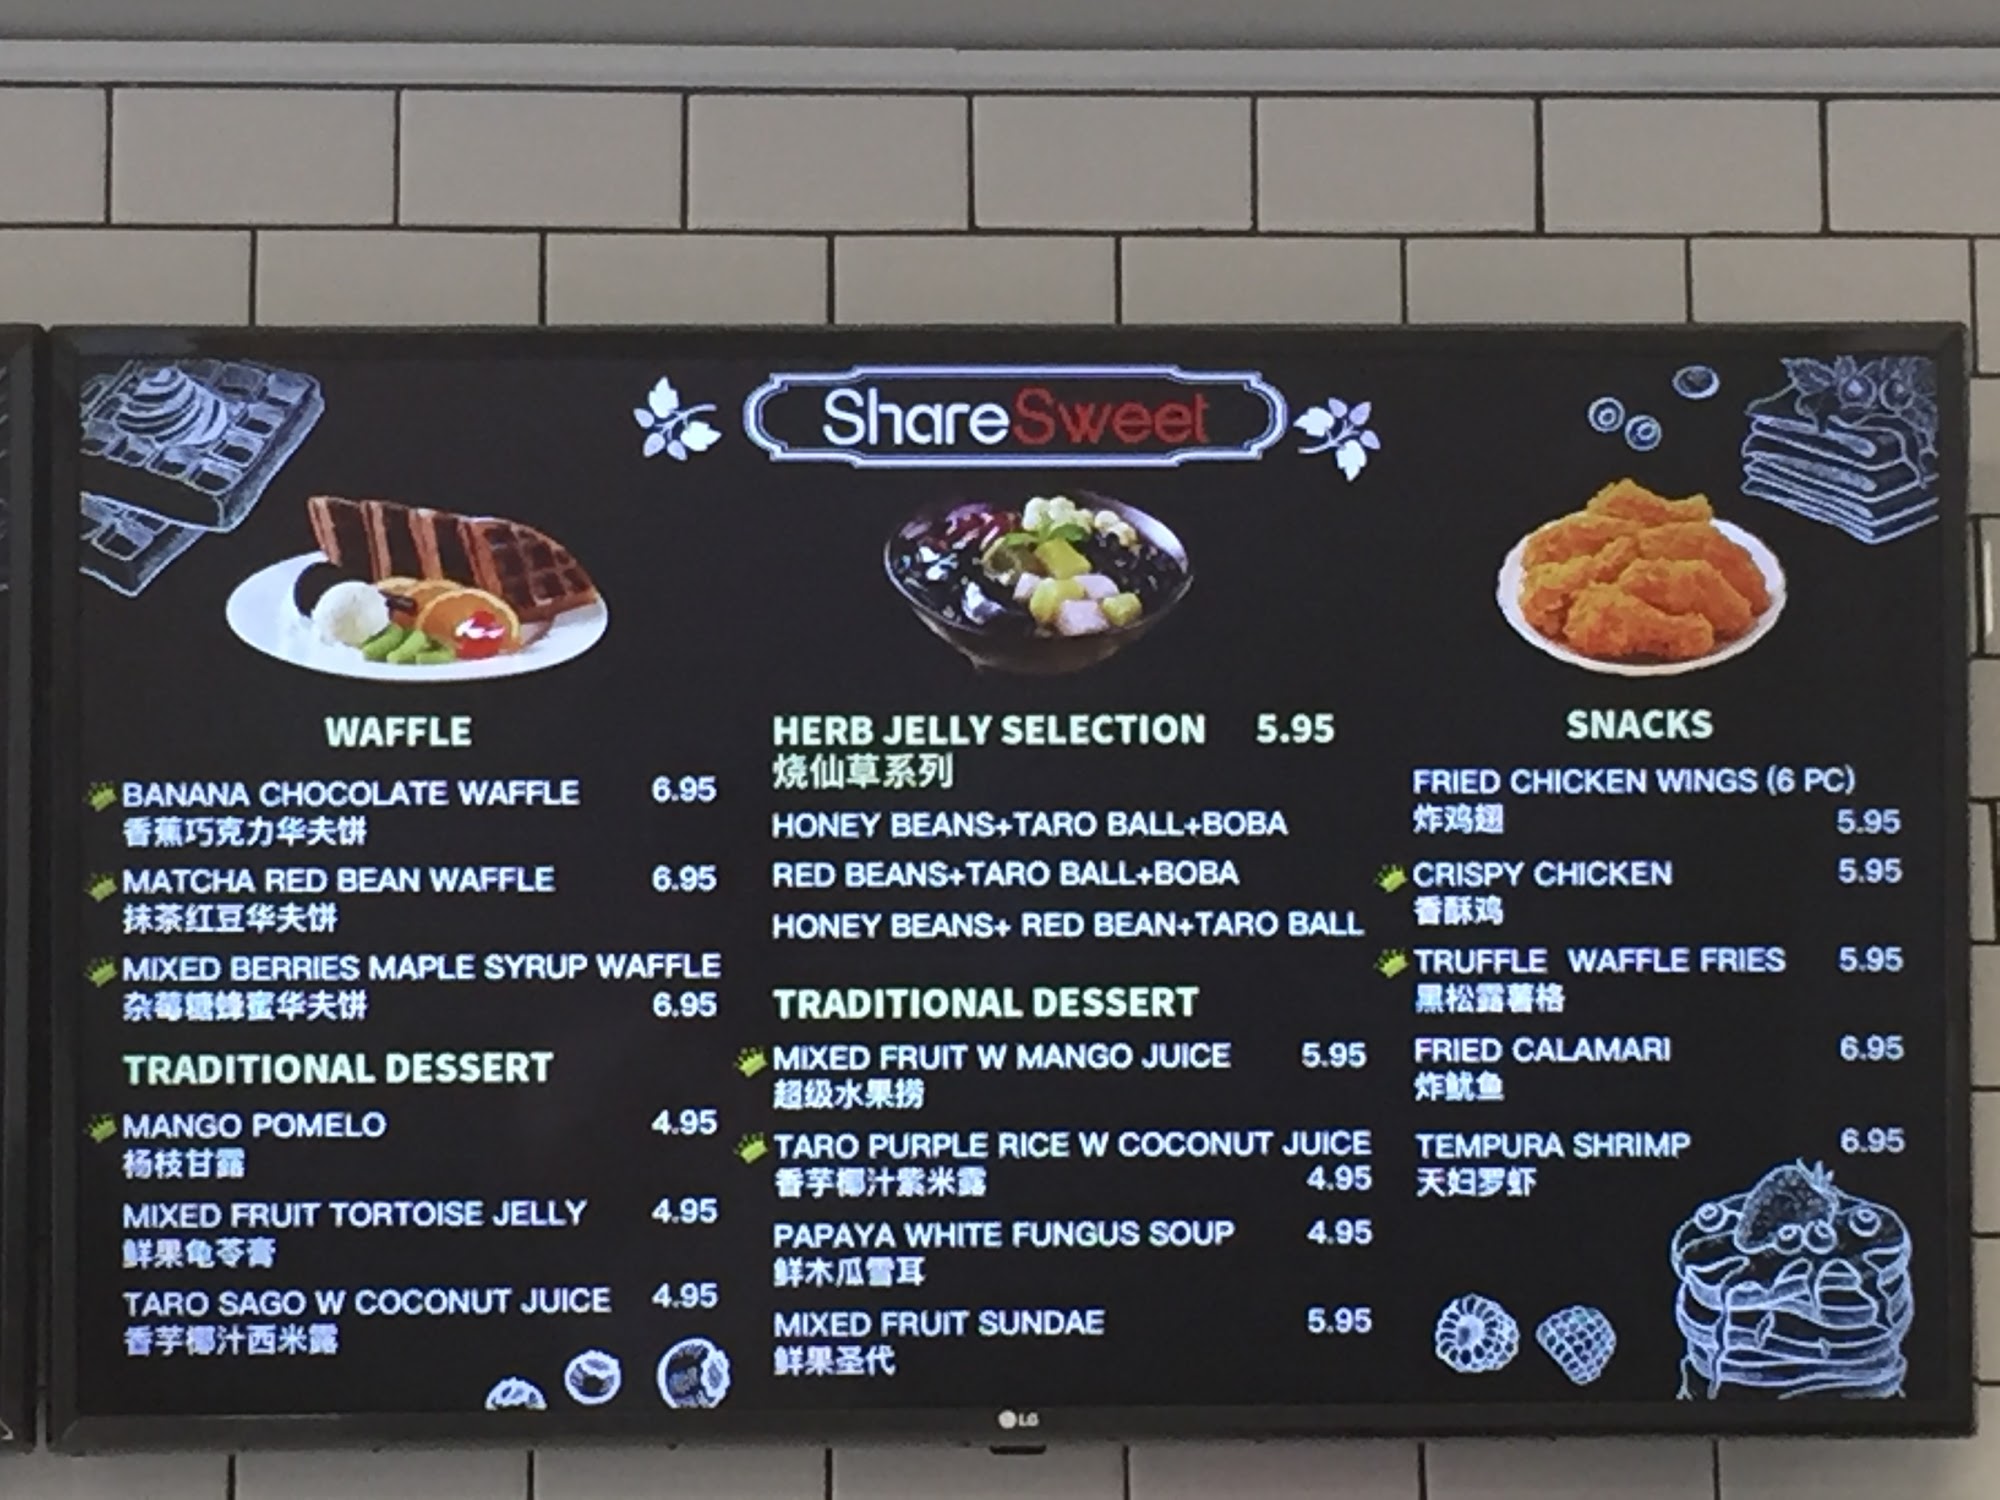 ShareSweet
WAFFLE
BANANA CHOCOLATE WAFFLE 6.95
香蕉巧克力华夫饼
MATCHA RED BEAN WAFFLE 6.95
抹茶红豆华夫饼
MIXED BERRIES MAPLE SYRUP WAFFLE
杂莓糖蜂蜜华夫饼 6.95
TRADITIONAL DESSERT
MANGO POMELO 4.95
杨枝甘露
MIXED FRUIT TORTOISE JELLY 4.95
鲜果龟苓膏
TARO SAGO W COCONUT JUICE 4.95
香芋椰汁西米露
HERB JELLY SELECTION 5.95
烧仙草系列
HONEY BEANS+TARO BALL+BOBA
RED BEANS+TARO BALL+BOBA
HONEY BEANS+ RED BEAN+TARO BALL
TRADITIONAL DESSERT
MIXED FRUIT W MANGO JUICE 5.95
超级水果捞
TARO PURPLE RICE W COCONUT JUICE
香芋椰汁紫米露 4.95
PAPAYA WHITE FUNGUS SOUP 4.95
鲜木瓜雪耳
MIXED FRUIT SUNDAE 5.95
鲜果圣代
SNACKS
FRIED CHICKEN WINGS (6 PC)
炸鸡翅 5.95
CRISPY CHICKEN 5.95
香酥鸡
TRUFFLE WAFFLE FRIES 5.95
黑松露薯格
FRIED CALAMARI 6.95
炸鱿鱼
TEMPURA SHRIMP 6.95
天妇罗虾
LG